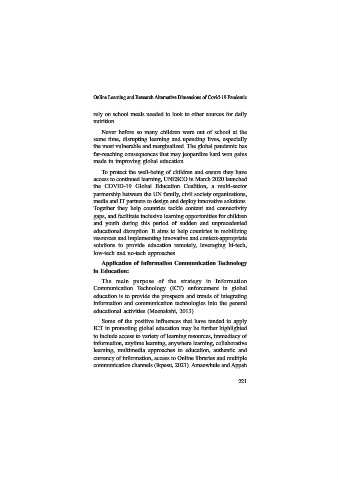 Online Learning and Research Alternative Dimensions of Covid-19 Pandemic
rely on school meals needed to look to other sources for daily
nutrition
Never before so many children were out of school at the
same time, disrupting learning and upending lives, especially
the most vulnerable and marginalized. The global pandemic has
far-reaching consequences that may jeopardize hard won gains
made in improving global education
To protect the well-being of children and ensure they have
access to continued learning, UNESCO in March 2020 launched
the COVID-19 Global Education Coalition, a multi-sector
partnership between the UN family, civil society organizations,
media and IT partners to design and deploy innovative solutions.
Together they help countries tackle content and connectivity
gaps, and facilitate inclusive learning opportunities for children
and youth during this period of sudden and unprecedented
educational disruption. It aims to help countries in mobilizing
resources and implementing innovative and context-appropriate
solutions to provide education remotely, leveraging hi-tech,
low-tech and no-tech approaches
Application of Information Communication Technology
in Education:
The main purpose of the strategy in Information
Communication Technology (ICT) enforcement in global
education is to provide the prospects and trends of integrating
information and communication technologies into the general
educational activities (Meenakshi, 2013)
Some of the positive influences that have tended to apply
ICT in promoting global education may be further highlighted
to include access to variety of learning resources, immediacy of
information, anytime learning, anywhere learning, collaborative
learning, multimedia approaches to education, authentic and
currency of information, access to Online libraries and multiple
communication channels and Appah
221